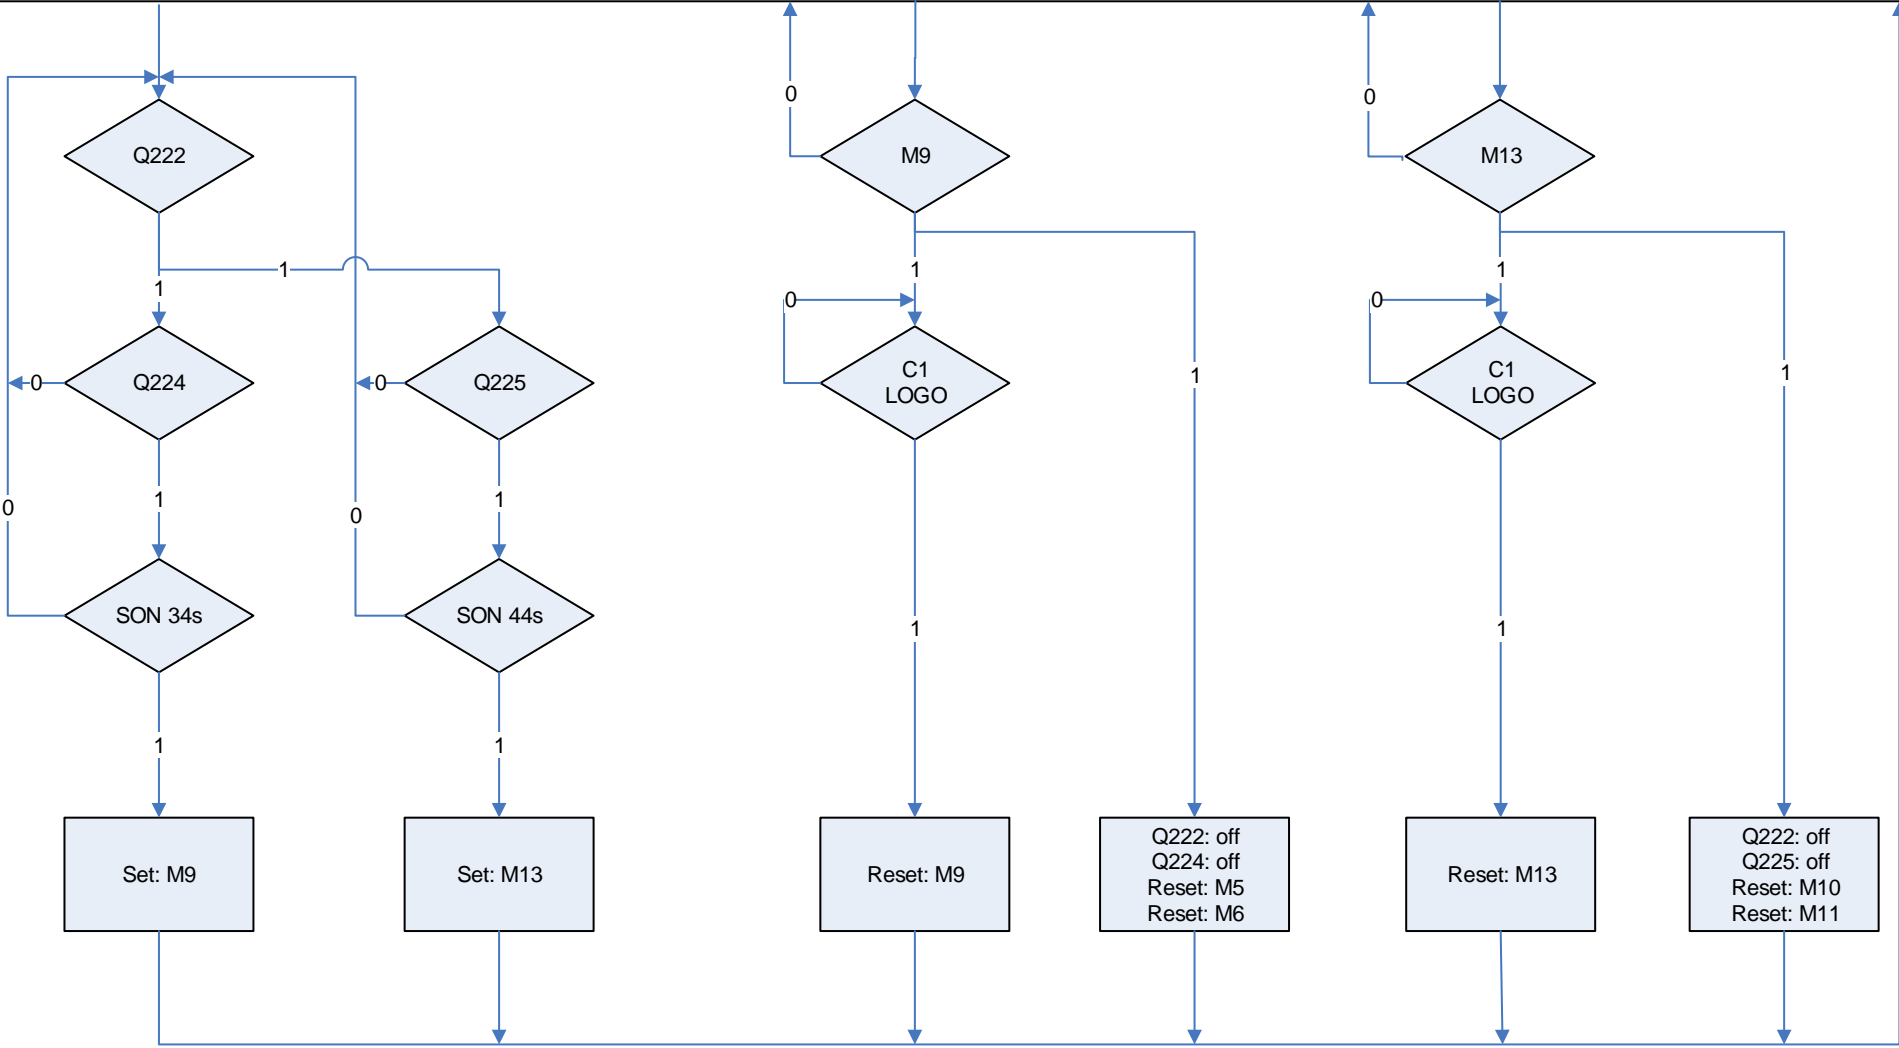 0
0
Q222
M9
M13
1
1
1
1
0
0
Q224
0
Q225
0
C1
LOGO
1
C1
LOGO
1
1
1
0
0
SON 34s
SON 44s
1
1
1
1
Set: M9
Set: M13
Reset: M9
Q222: off
Q224: off
Reset: M5
Reset: M6
Reset: M13
Q222: off
Q225: off
Reset: M10
Reset: M11